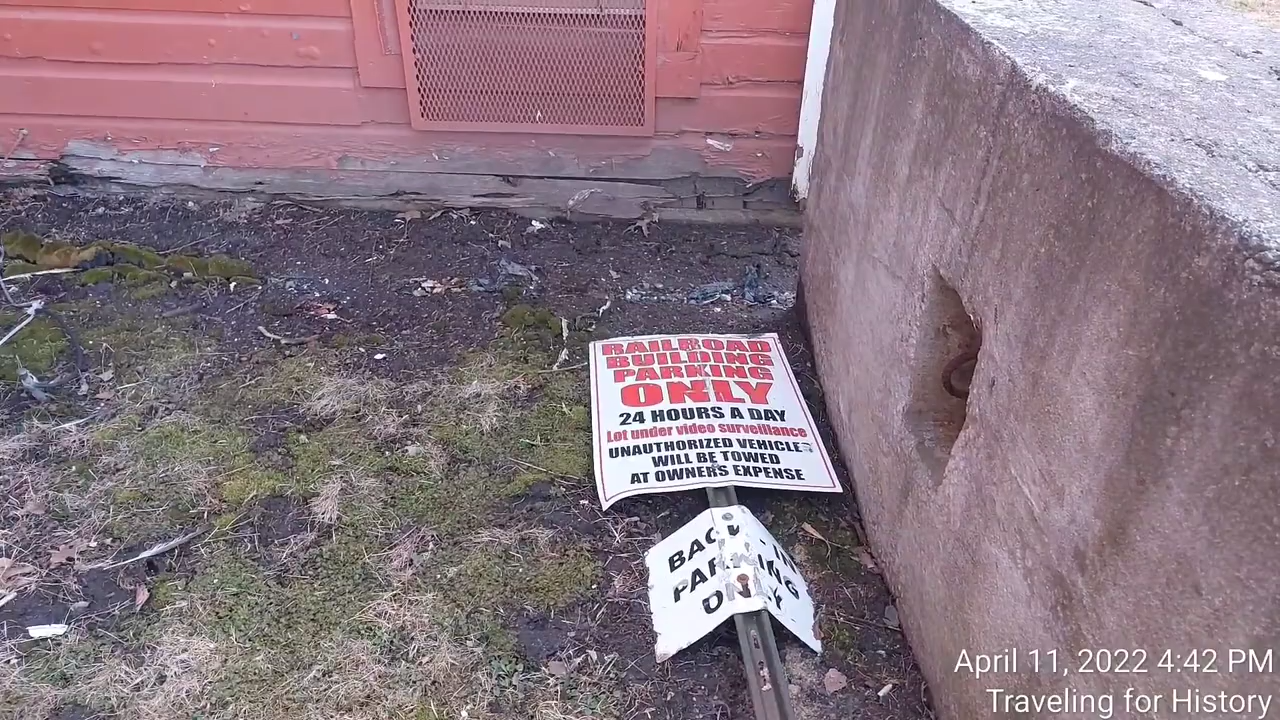 RAILROAD
BUILDING
PARKING
ONLY
24 HOURS A DAY
Lot under video surveillance
UNAUTHORIZED VEHICLES
WILL BE TOWED
AT OWNERS EXPENSE
BACK-IN
PARKING
ONLY
April 11, 2022 4:42 PM
Traveling for History